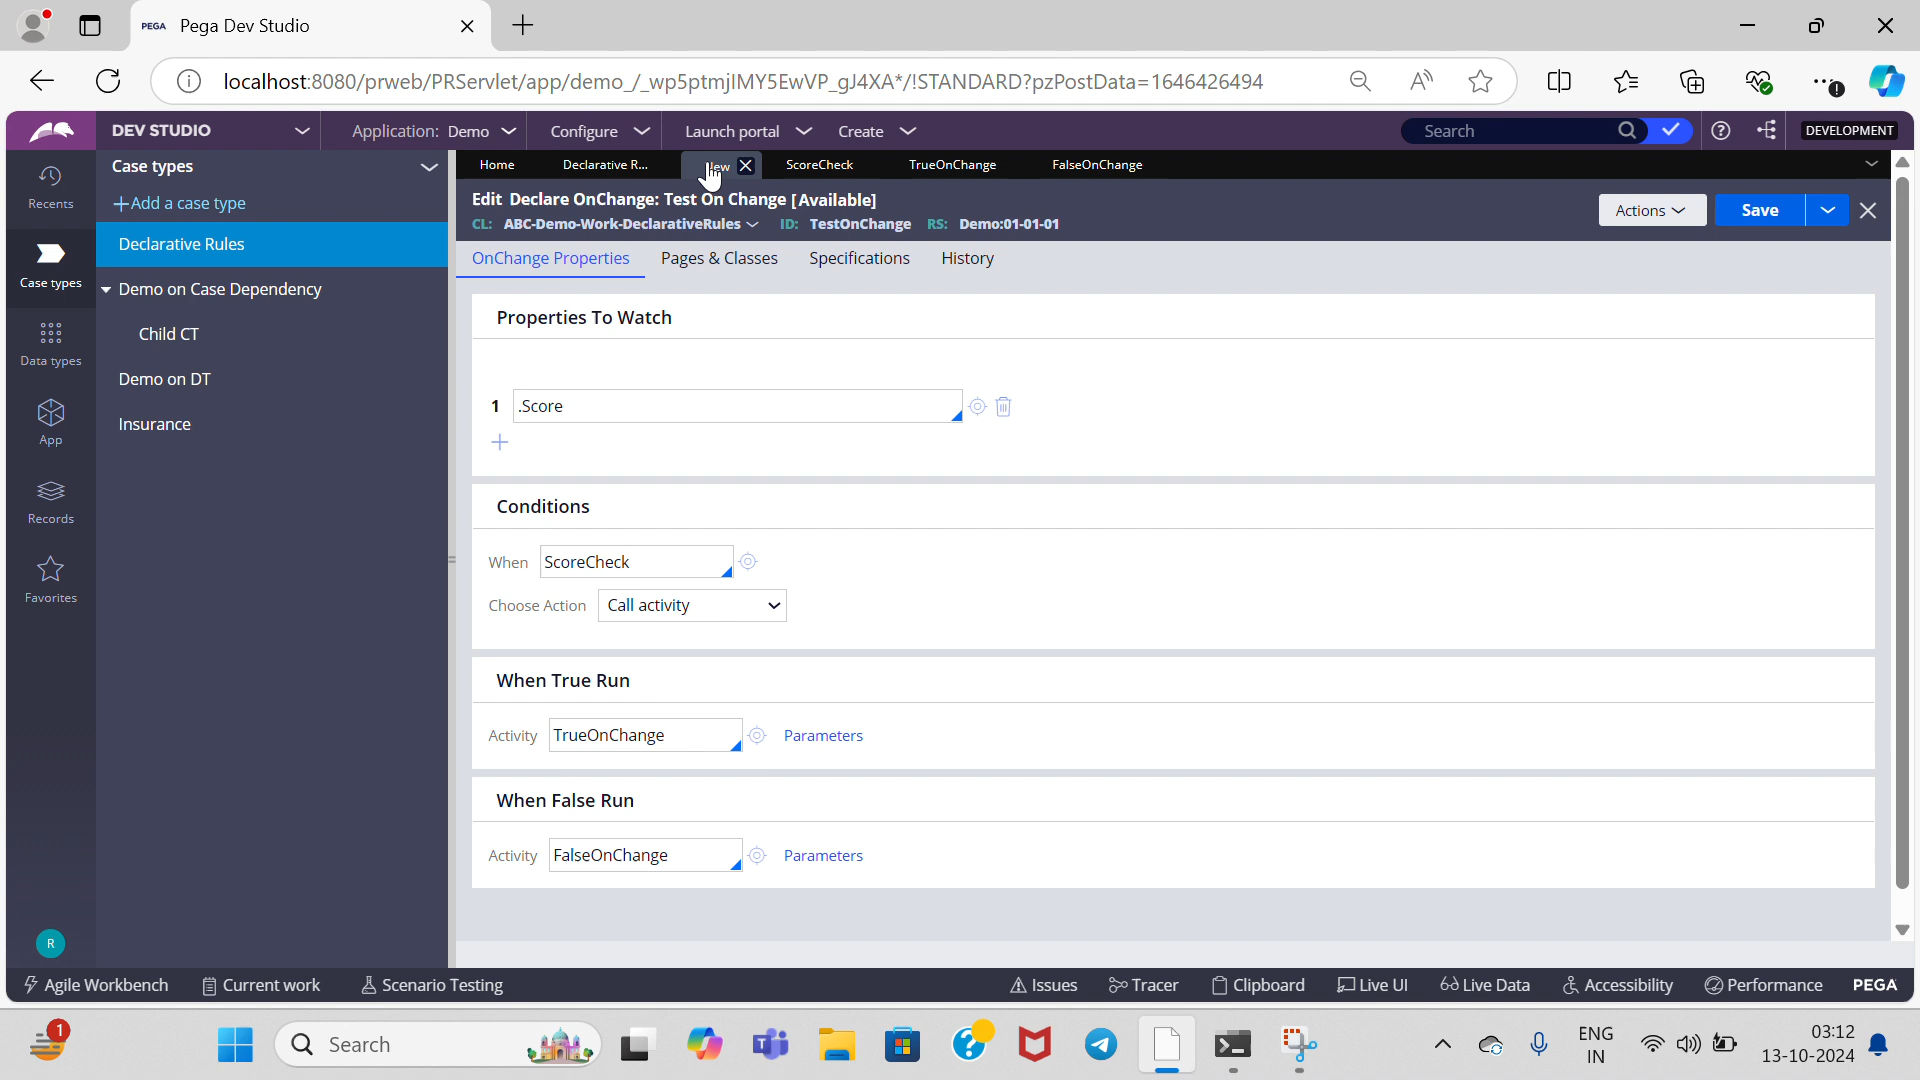 PEGA Pega Dev Studio
localhost:8080/prweb/PRServlet/app/demo_/_wp5ptmjIMY5EwVP_gJ4XA*/!STANDARD?pzPostData=1646426494
DEV STUDIO Application: Demo Configure Launch portal Create Search DEVELOPMENT
Recents
Case types
Data types
App
Records
Favorites
R
Case types
+Add a case type
Declarative Rules
Demo on Case Dependency
Child CT
Demo on DT
Insurance
Home Declarative R... ScoreCheck TrueOnChange FalseOnChange
Edit Declare OnChange: Test On Change [Available]
CL: ABC-Demo-Work-DeclarativeRules ID: TestOnChange RS: Demo:01-01-01
Actions Save
OnChange Properties Pages & Classes Specifications History
Properties To Watch
1 .Score
Conditions
When ScoreCheck
Choose Action Call activity
When True Run
Activity TrueOnChange Parameters
When False Run
Activity FalseOnChange Parameters
Agile Workbench Current work Scenario Testing Issues Tracer Clipboard Live UI Live Data Accessibility Performance PEGA
1 Search ENG
IN
03:12
13-10-2024